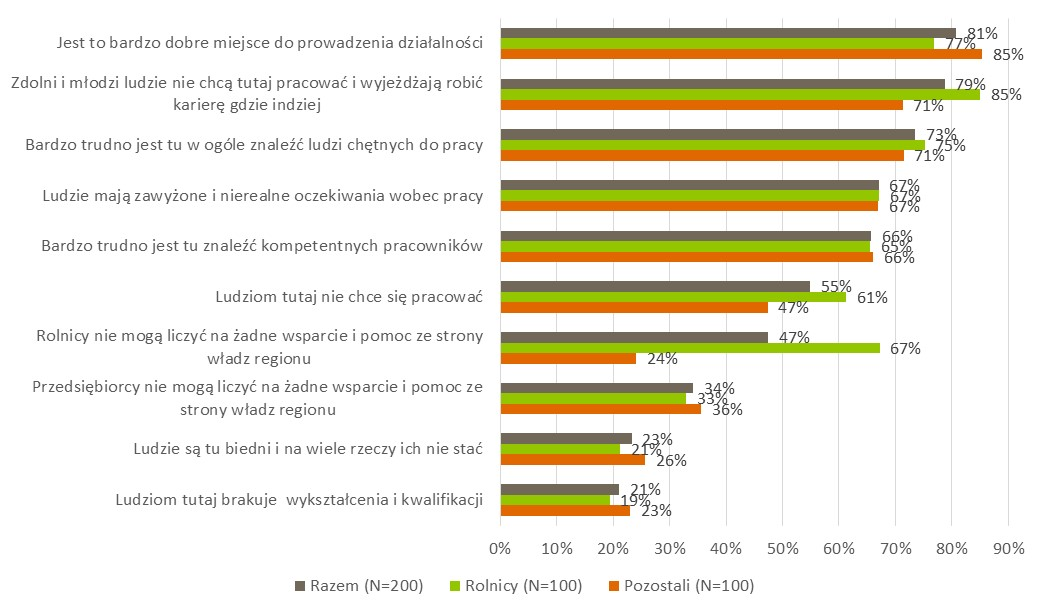 Jest to bardzo dobre miejsce do prowadzenia działalności
81%
77%
85%
Zdolni i młodzi ludzie nie chcą tutaj pracować i wyjeżdżają robić
karierę gdzie indziej
79%
85%
71%
Bardzo trudno jest tu w ogóle znaleźć ludzi chętnych do pracy
73%
75%
71%
Ludzie mają zawyżone i nierealne oczekiwania wobec pracy
67%
67%
67%
Bardzo trudno jest tu znaleźć kompetentnych pracowników
66%
65%
66%
Ludziom tutaj nie chce się pracować
55%
61%
47%
Rolnicy nie mogą liczyć na żadne wsparcie i pomoc ze strony
władz regionu
47%
67%
24%
Przedsiębiorcy nie mogą liczyć na żadne wsparcie i pomoc ze
strony władz regionu
34%
33%
36%
Ludzie są tu biedni i na wiele rzeczy ich nie stać
23%
21%
26%
Ludziom tutaj brakuje  wykształcenia i kwalifikacji
21%
19%
23%
0% 10% 20% 30% 40% 50% 60% 70% 80% 90%
Razem (N=200) Rolnicy (N=100) Pozostali (N=100)